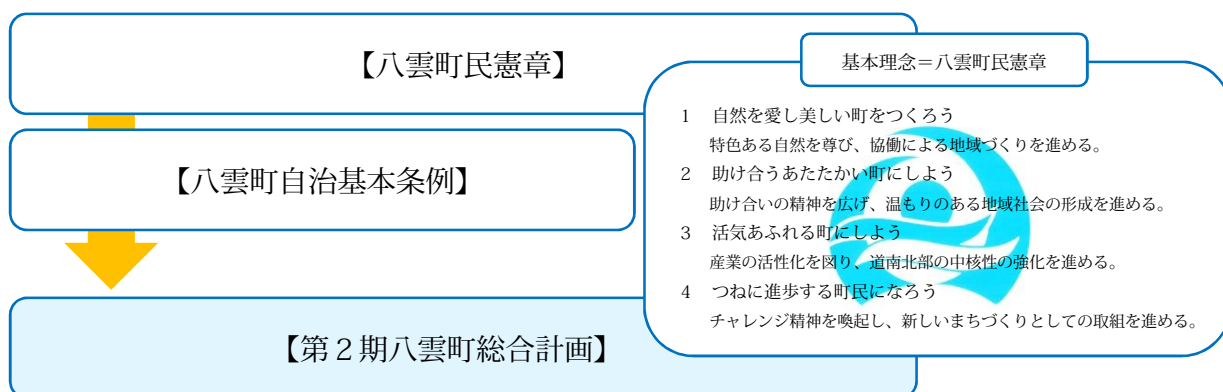 【八雲町民憲章】
【八雲町自治基本条例】
【第２期八雲町総合計画】
基本理念＝八雲町民憲章
1　自然を愛し美しい町をつくろう
特色ある自然を尊び、協働による地域づくりを進める。
2　助け合うあたたかい町にしよう
助け合いの精神を広げ、温もりのある地域社会の形成を進める。
3　活気あふれる町にしよう
産業の活性化を図り、道南北部の中核性の強化を進める。
4　つねに進歩する町民になろう
チャレンジ精神を喚起し、新しいまちづくりとしての取組を進める。